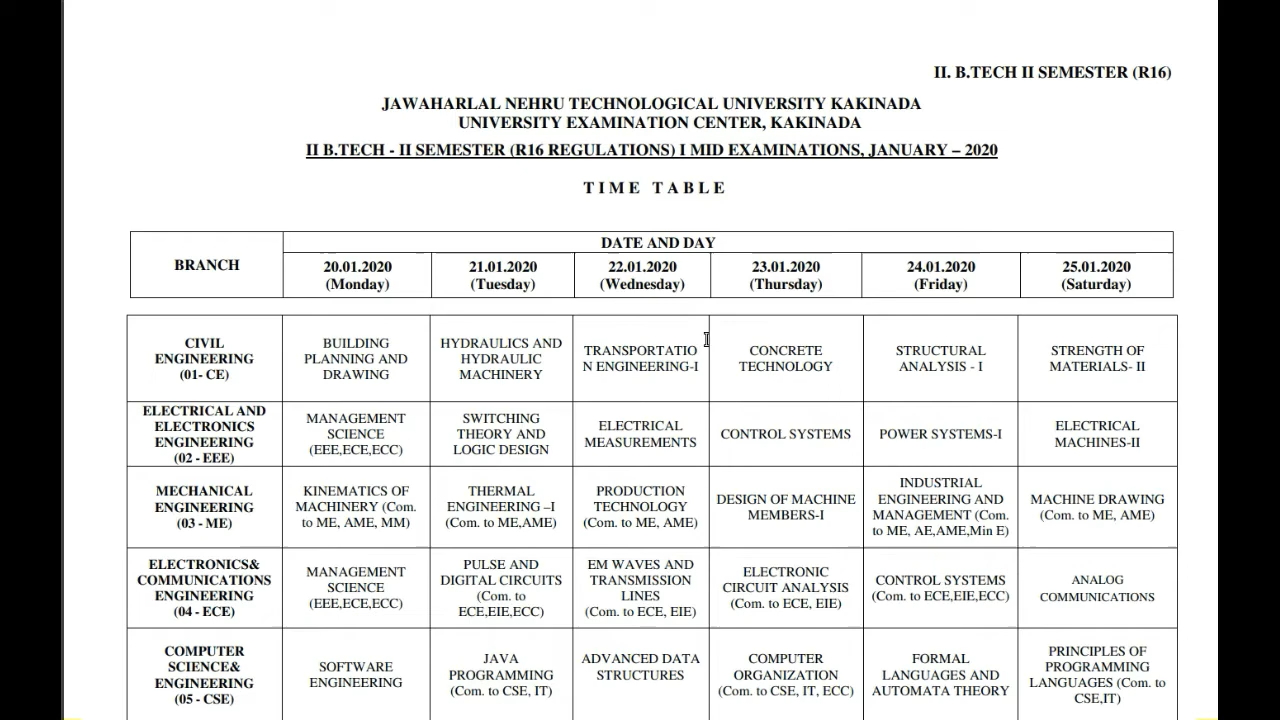 II. B.TECH II SEMESTER (R16)
JAWAHARLAL NEHRU TECHNOLOGICAL UNIVERSITY KAKINADA
UNIVERSITY EXAMINATION CENTER, KAKINADA
II B.TECH - II SEMESTER (R16 REGULATIONS) I MID EXAMINATIONS, JANUARY – 2020
T I M E T A B L E
BRANCH
DATE AND DAY
20.01.2020
(Monday)
21.01.2020
(Tuesday)
22.01.2020
(Wednesday)
23.01.2020
(Thursday)
24.01.2020
(Friday)
25.01.2020
(Saturday)
CIVIL
ENGINEERING
(01- CE)
BUILDING
PLANNING AND
DRAWING
HYDRAULICS AND
HYDRAULIC
MACHINERY
TRANSPORTATIO
N ENGINEERING-I
CONCRETE
TECHNOLOGY
STRUCTURAL
ANALYSIS - I
STRENGTH OF
MATERIALS- II
ELECTRICAL AND
ELECTRONICS
ENGINEERING
(02 - EEE)
MANAGEMENT
SCIENCE
(EEE,ECE,ECC)
SWITCHING
THEORY AND
LOGIC DESIGN
ELECTRICAL
MEASUREMENTS
CONTROL SYSTEMS
POWER SYSTEMS-I
ELECTRICAL
MACHINES-II
MECHANICAL
ENGINEERING
(03 - ME)
KINEMATICS OF
MACHINERY (Com.
to ME, AME, MM)
THERMAL
ENGINEERING –I
(Com. to ME,AME)
PRODUCTION
TECHNOLOGY
(Com. to ME, AME)
DESIGN OF MACHINE
MEMBERS-I
INDUSTRIAL
ENGINEERING AND
MANAGEMENT (Com.
to ME, AE,AME,Min E)
MACHINE DRAWING
(Com. to ME, AME)
ELECTRONICS&
COMMUNICATIONS
ENGINEERING
(04 - ECE)
MANAGEMENT
SCIENCE
(EEE,ECE,ECC)
PULSE AND
DIGITAL CIRCUITS
(Com. to
ECE,EIE,ECC)
EM WAVES AND
TRANSMISSION
LINES
(Com. to ECE, EIE)
ELECTRONIC
CIRCUIT ANALYSIS
(Com. to ECE, EIE)
CONTROL SYSTEMS
(Com. to ECE,EIE,ECC)
ANALOG
COMMUNICATIONS
COMPUTER
SCIENCE&
ENGINEERING
(05 - CSE)
SOFTWARE
ENGINEERING
JAVA
PROGRAMMING
(Com. to CSE, IT)
ADVANCED DATA
STRUCTURES
COMPUTER
ORGANIZATION
(Com. to CSE, IT, ECC)
FORMAL
LANGUAGES AND
AUTOMATA THEORY
PRINCIPLES OF
PROGRAMMING
LANGUAGES (Com. to
CSE,IT)